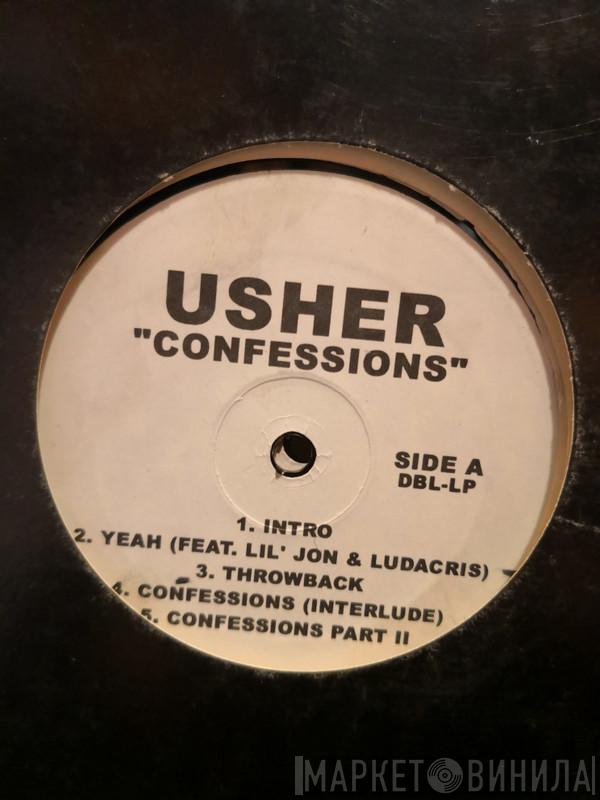 USHER
"CONFESSIONS"
SIDE A
DBL-LP
1. INTRO
2. YEAH (FEAT. LIL' JON & LUDACRIS)
3. THROWBACK
4. CONFESSIONS (INTERLUDE)
5. CONFESSIONS PART II
МАРКЕТ ВИНИЛА